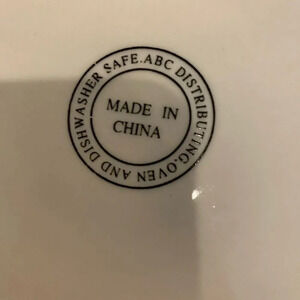 OVEN AND DISHWASHER SAFE.ABC DISTRIBUTING.
MADE IN
CHINA